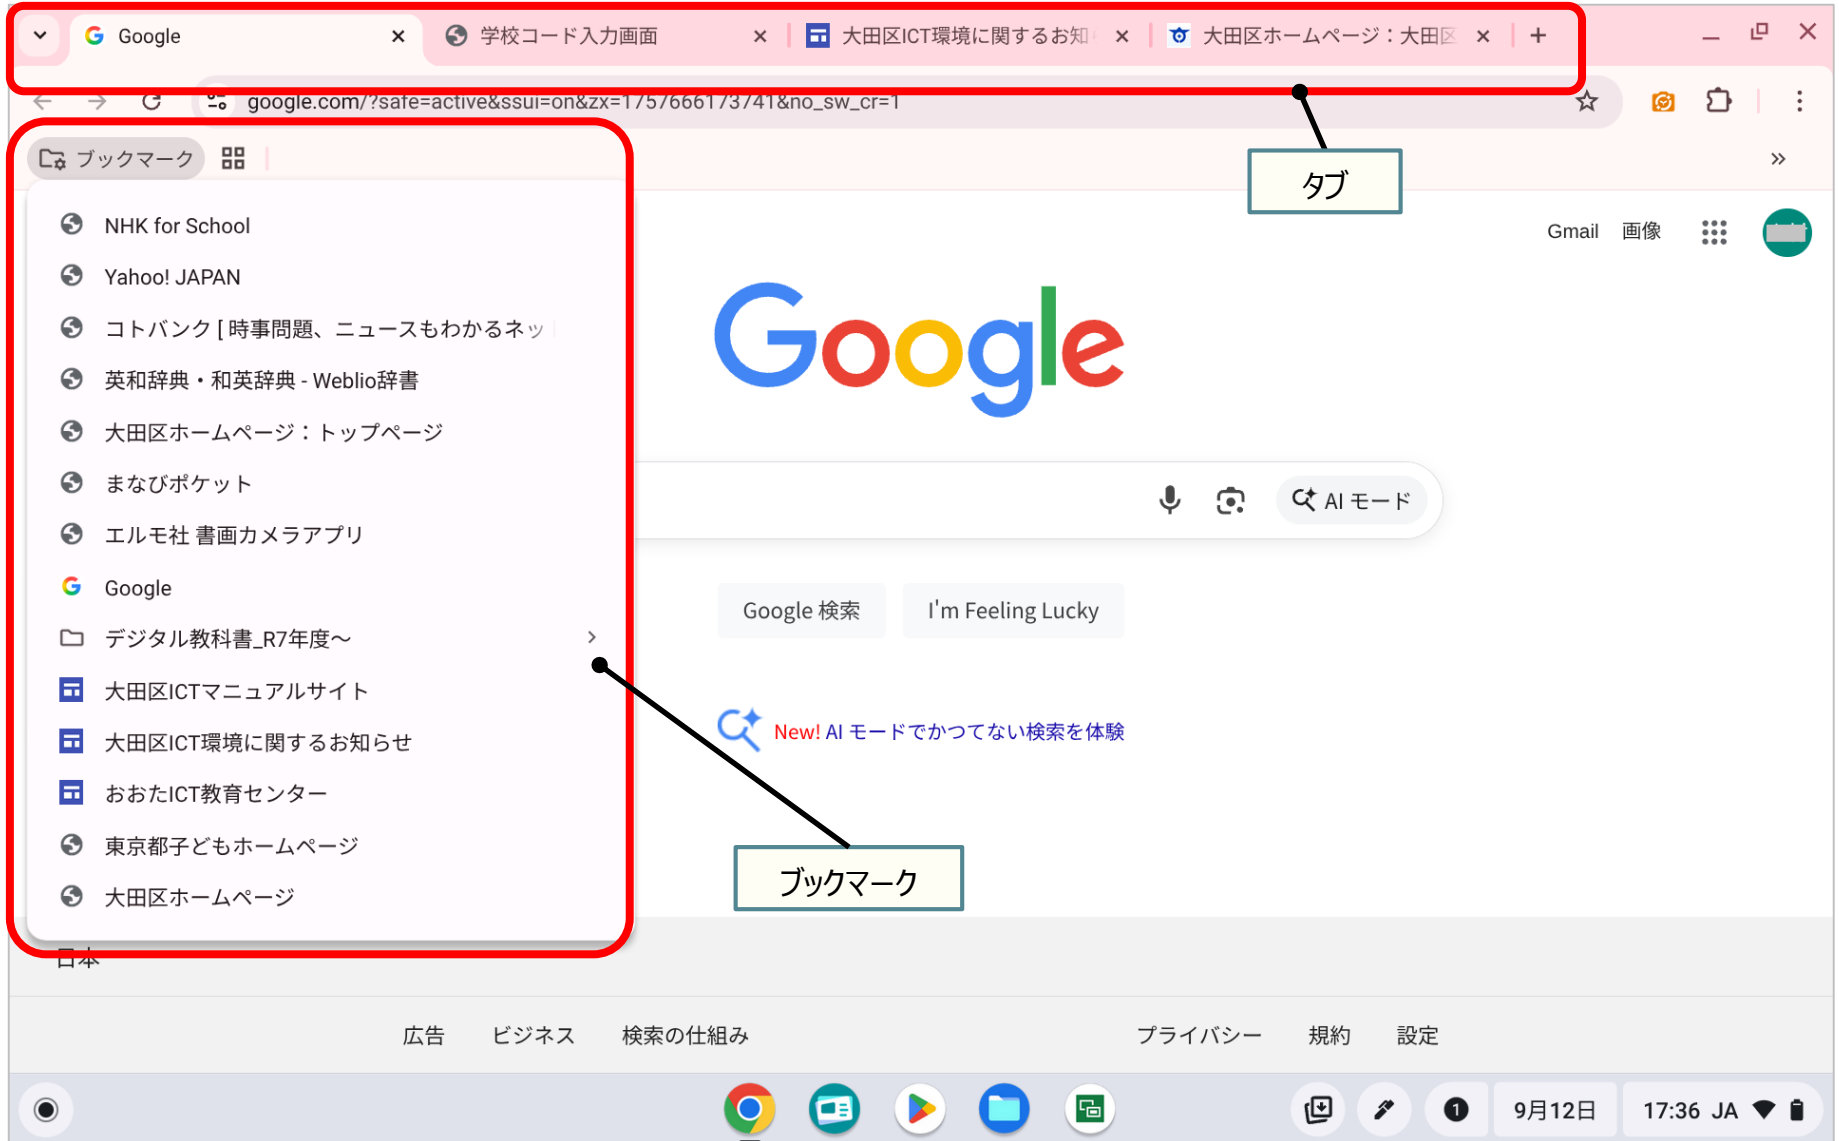 Google
学校コード入力画面
大田区ICT環境に関するお知
大田区ホームページ：大田区
google.com/?safe=active&ssui=on&zx=1757666173741&no_sw_cr=1
ブックマーク
タブ
Gmail 画像
NHK for School
Yahoo! JAPAN
コトバンク [ 時事問題、ニュースもわかるネッ
英和辞典・和英辞典 - Weblio辞書
大田区ホームページ：トップページ
まなびポケット
エルモ社 書画カメラアプリ
Google
デジタル教科書_R7年度～
大田区ICTマニュアルサイト
大田区ICT環境に関するお知らせ
おおたICT教育センター
東京都子どもホームページ
大田区ホームページ
Google
AI モード
Google 検索
I'm Feeling Lucky
New! AI モードでかつてない検索を体験
ブックマーク
日本
広告 ビジネス 検索の仕組み
プライバシー 規約 設定
1
9月12日
17:36 JA